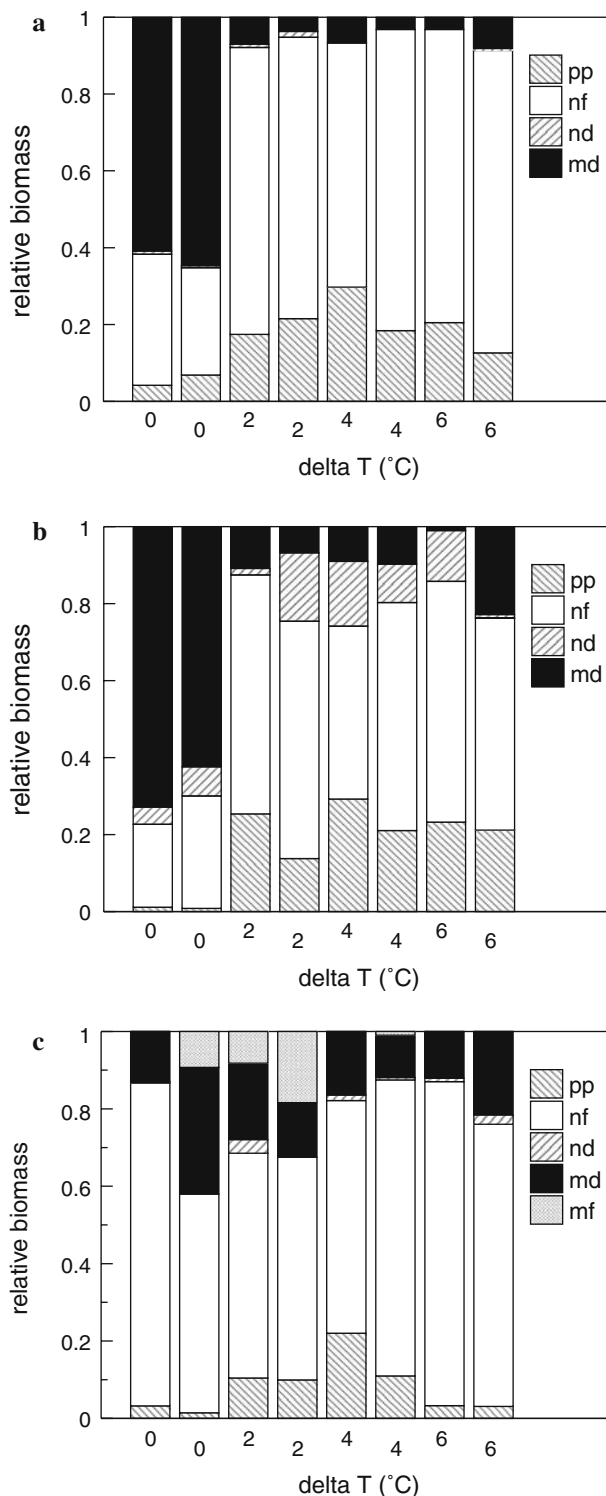 a
1
0.8
0.6
0.4
0.2
0
relative biomass
0 0 2 2 4 4 6 6
delta T (˚C)
pp
nf
nd
md
b
1
0.8
0.6
0.4
0.2
0
relative biomass
0 0 2 2 4 4 6 6
delta T (˚C)
pp
nf
nd
md
c
1
0.8
0.6
0.4
0.2
0
relative biomass
0 0 2 2 4 4 6 6
delta T (˚C)
pp
nf
nd
md
mf